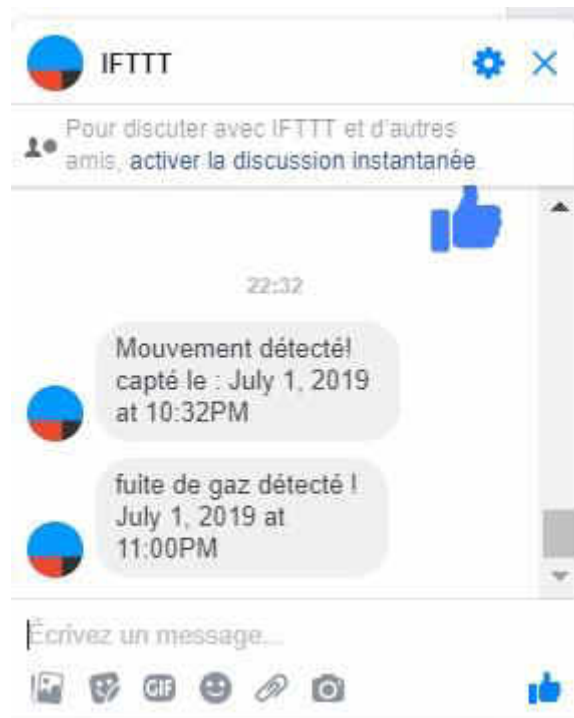 IFTTT
Pour discuter avec IFTTT et d'autres
amis, activer la discussion instantanée.
22:32
Mouvement détecté!
capté le : July 1, 2019
at 10:32PM
fuite de gaz détecté !
July 1, 2019 at
11:00PM
Écrivez un message...
GIF